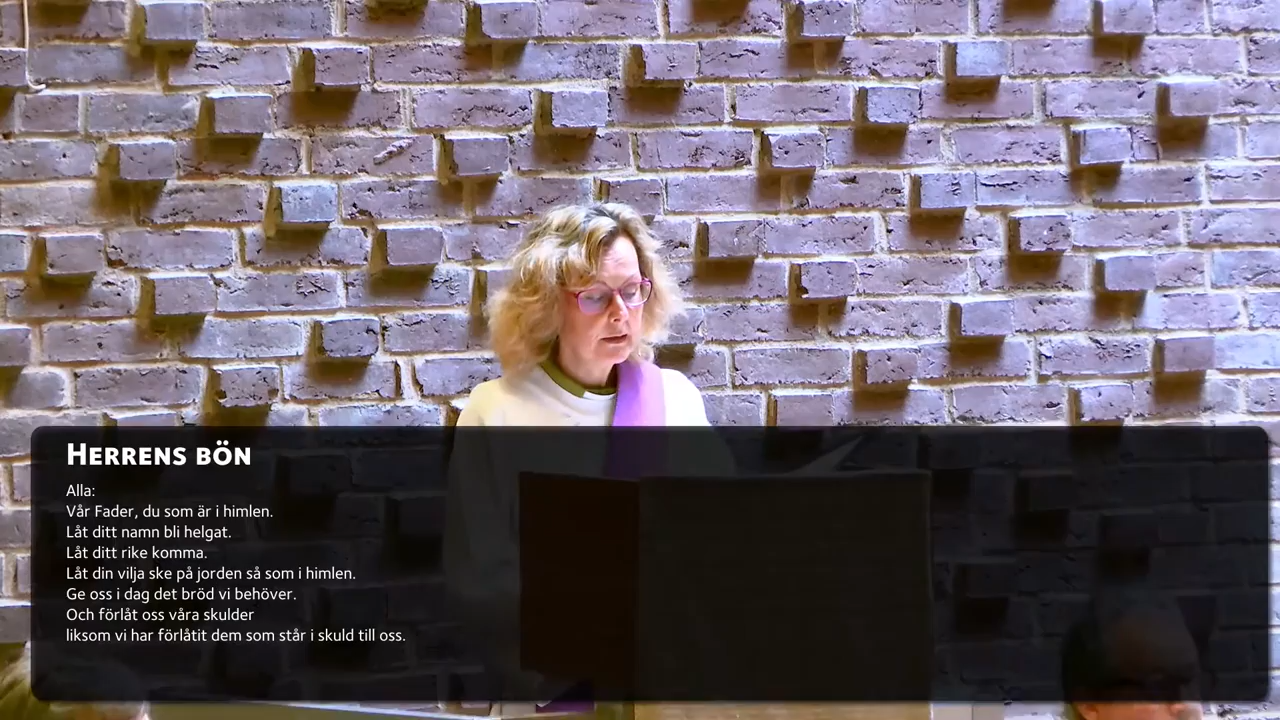 HERRENS BÖN
Alla:
Vår Fader, du som är i himlen.
Låt ditt namn bli helgat.
Låt ditt rike komma.
Låt din vilja ske på jorden så som i himlen.
Ge oss i dag det bröd vi behöver.
Och förlåt oss våra skulder
liksom vi har förlåtit dem som står i skuld till oss.